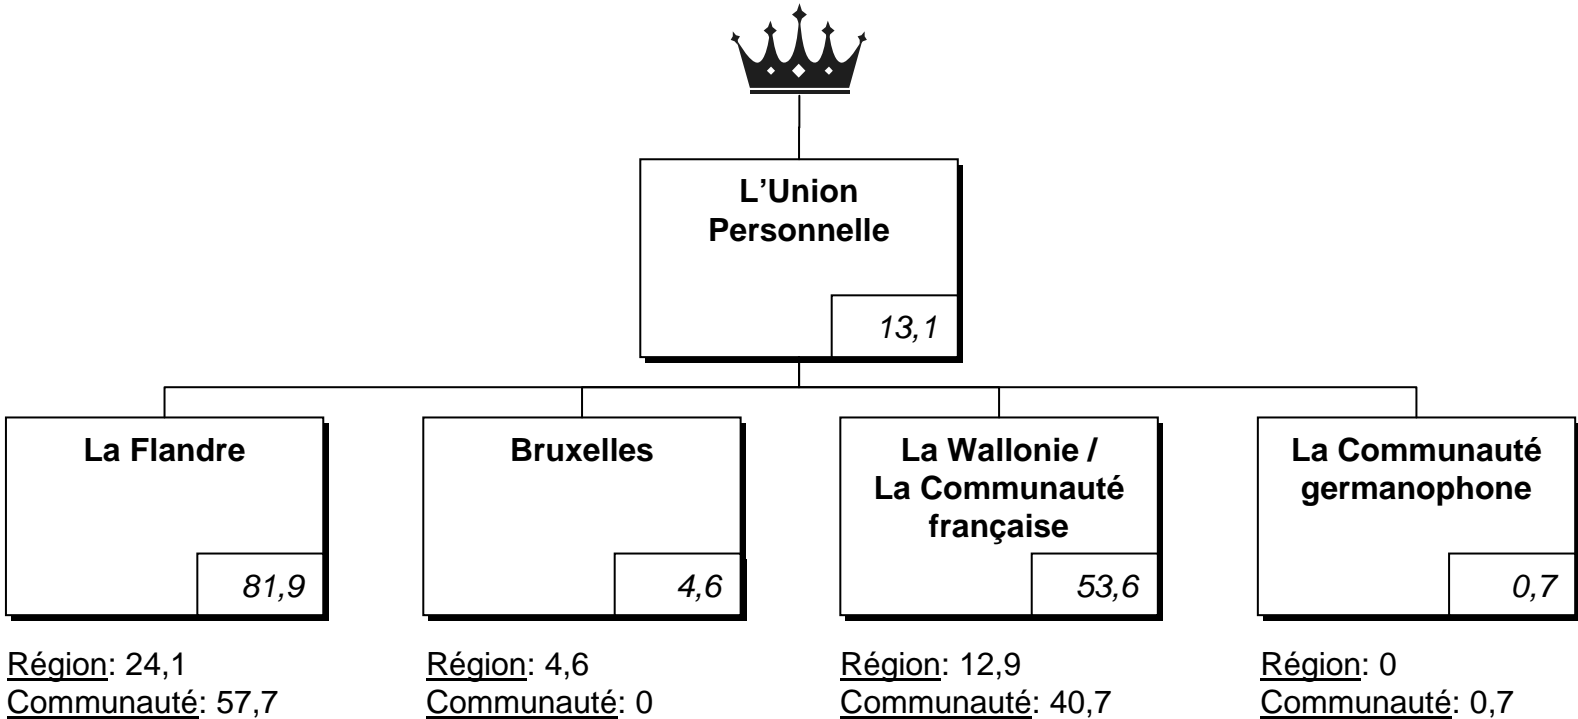 L’Union
Personnelle
13,1
La Flandre
81,9
Bruxelles
4,6
La Wallonie /
La Communauté
française
53,6
La Communauté
germanophone
0,7
Région: 24,1
Communauté: 57,7
Région: 4,6
Communauté: 0
Région: 12,9
Communauté: 40,7
Région: 0
Communauté: 0,7